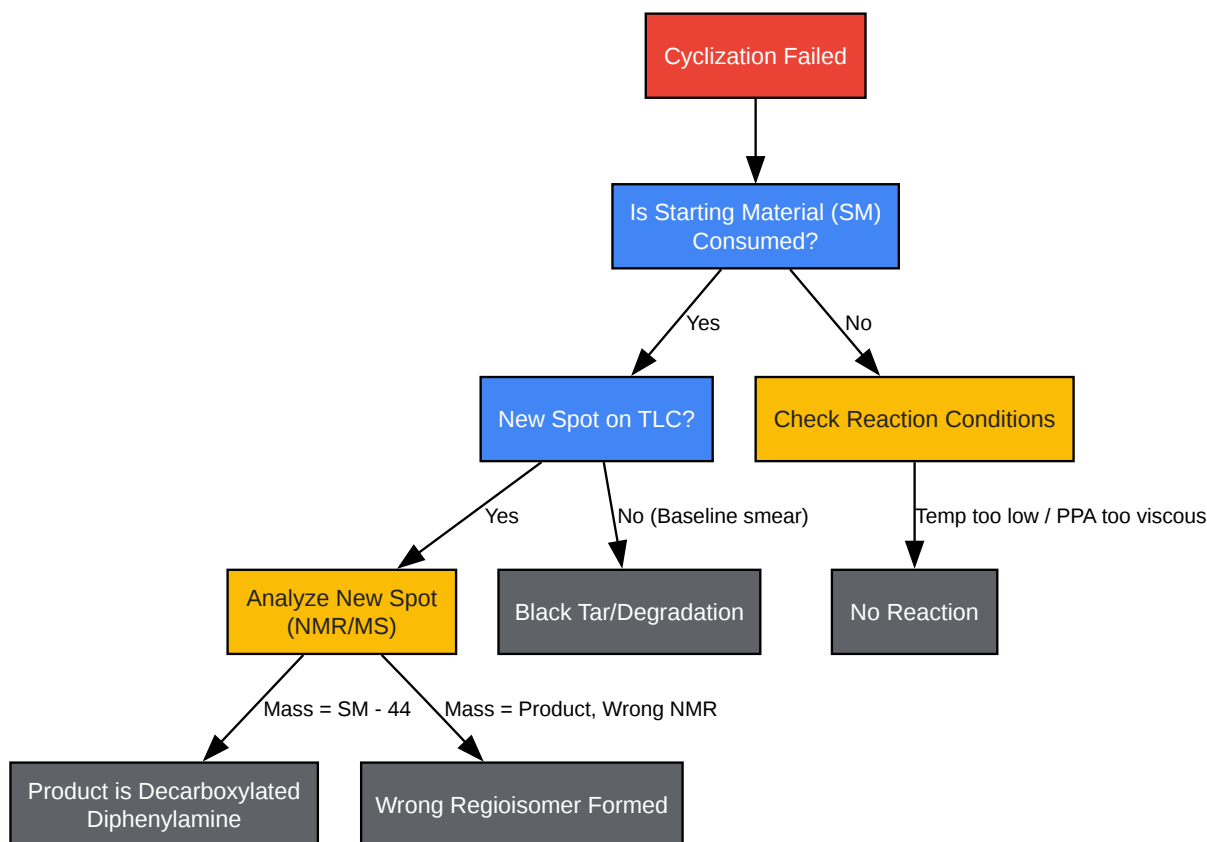 Cyclization Failed
Is Starting Material (SM)
Consumed?
Yes
No
New Spot on TLC?
Check Reaction Conditions
Yes
No (Baseline smear)
Temp too low / PPA too viscous
Analyze New Spot
(NMR/MS)
Black Tar/Degradation
No Reaction
Mass = SM - 44
Mass = Product, Wrong NMR
Product is Decarboxylated
Diphenylamine
Wrong Regioisomer Formed